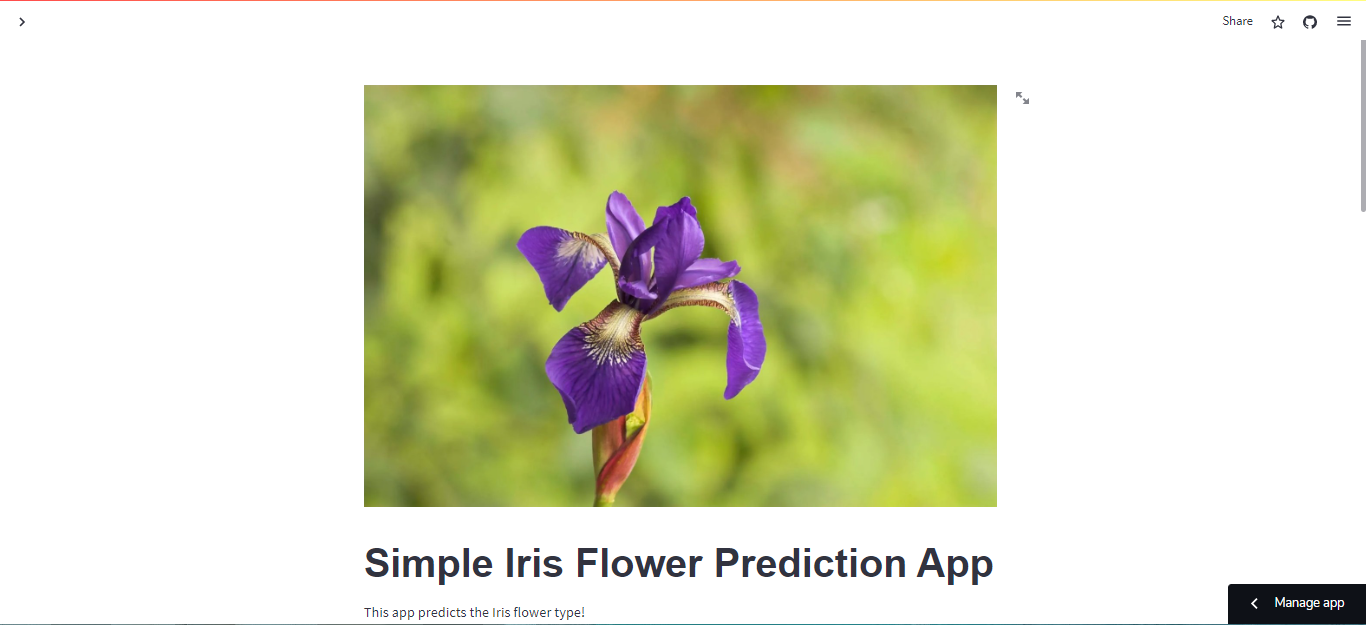 Share
Simple Iris Flower Prediction App
This app predicts the Iris flower type!
Manage app